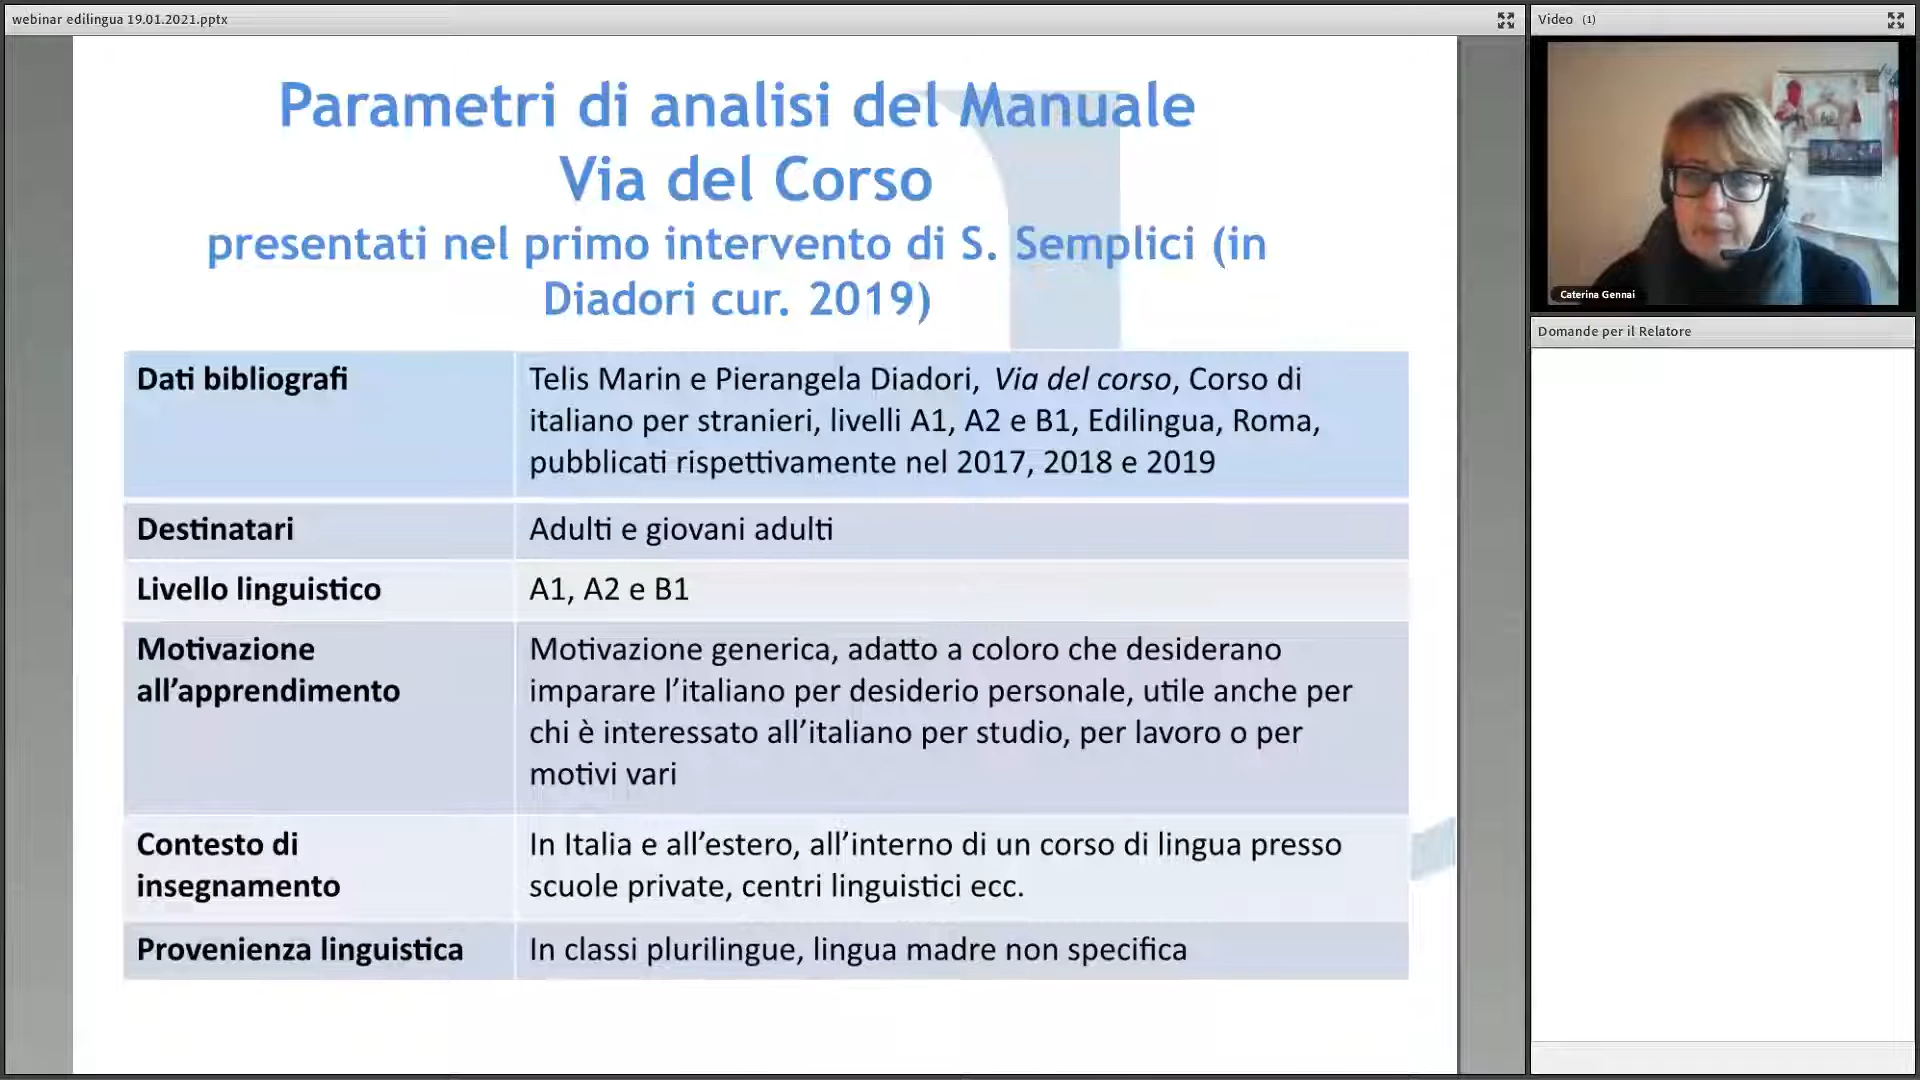 webinar edilingua 19.01.2021.pptx
Parametri di analisi del Manuale
Via del Corso
presentati nel primo intervento di S. Semplici (in
Diadori cur. 2019)
Dati bibliografi
Telis Marin e Pierangela Diadori, Via del corso, Corso di
italiano per stranieri, livelli A1, A2 e B1, Edilingua, Roma,
pubblicati rispettivamente nel 2017, 2018 e 2019
Destinatari
Adulti e giovani adulti
Livello linguistico
A1, A2 e B1
Motivazione
all’apprendimento
Motivazione generica, adatto a coloro che desiderano
imparare l’italiano per desiderio personale, utile anche per
chi è interessato all’italiano per studio, per lavoro o per
motivi vari
Contesto di
insegnamento
In Italia e all’estero, all’interno di un corso di lingua presso
scuole private, centri linguistici ecc.
Provenienza linguistica
In classi plurilingue, lingua madre non specifica
Video (1)
Caterina Gennai
Domande per il Relatore